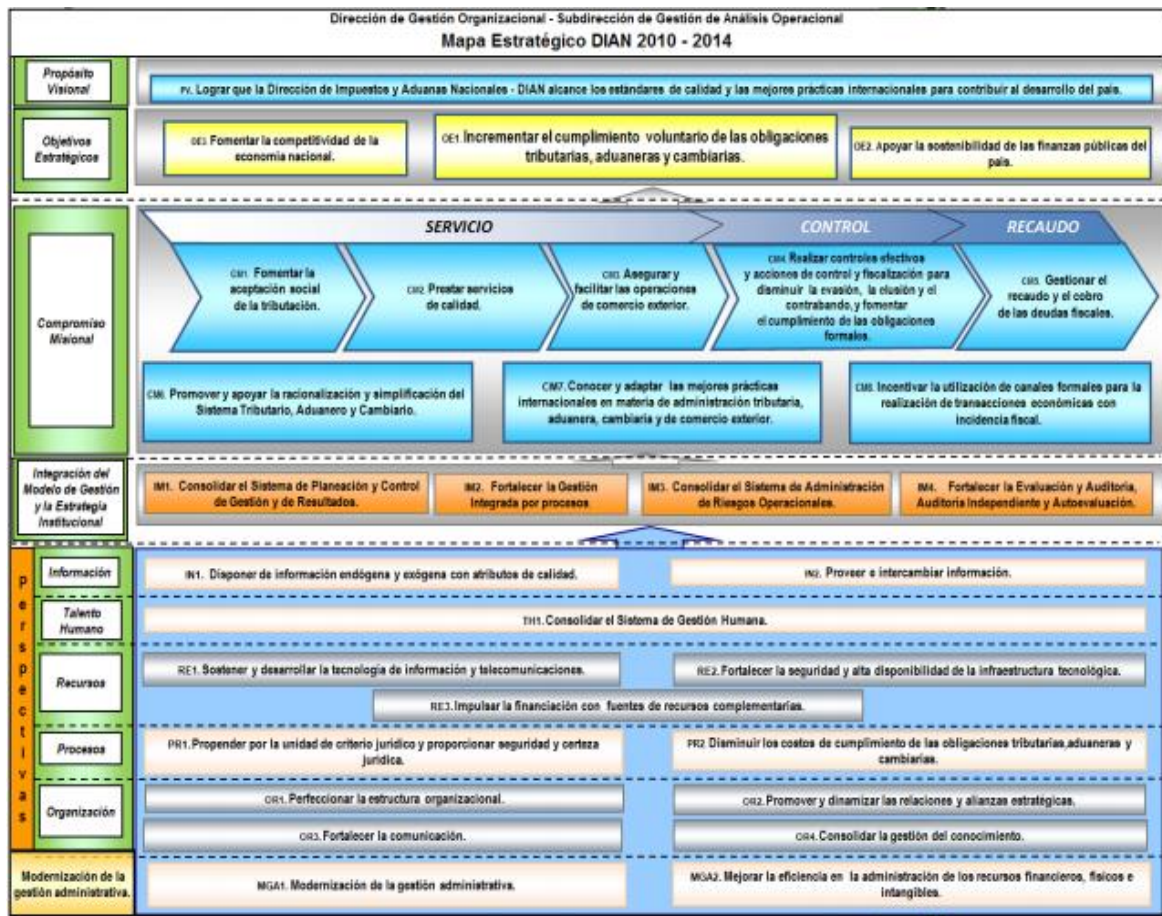 Dirección de Gestión Organizacional - Subdirección de Gestión de Análisis Operacional
Mapa Estratégico DIAN 2010 - 2014
Propósito
Visional
PV. Lograr que la Dirección de Impuestos y Aduanas Nacionales - DIAN alcance los estándares de calidad y las mejores prácticas internacionales para contribuir al desarrollo del país.
Objetivos
Estratégicos
OE3. Fomentar la competitividad de la
economía nacional.
OE1. Incrementar el cumplimiento voluntario de las obligaciones
tributarias, aduaneras y cambiarias.
OE2. Apoyar la sostenibilidad de las finanzas públicas del
país.
SERVICIO
CONTROL
RECAUDO
Compromiso
Misional
CM1. Fomentar la
aceptación social
de la tributación.
CM2. Prestar servicios
de calidad.
CM3. Asegurar y
facilitar las operaciones
de comercio exterior.
CM4. Realizar controles efectivos
y acciones de control y fiscalización para
disminuir la evasión, la elusión y el
contrabando, y fomentar
el cumplimiento de las obligaciones
formales.
CM5. Gestionar el
recaudo y el cobro
de las deudas fiscales.
CM6. Promover y apoyar la racionalización y simplificación del
Sistema Tributario, Aduanero y Cambiario.
CM7. Conocer y adaptar las mejores prácticas
internacionales en materia de administración tributaria,
aduanera, cambiaria y de comercio exterior.
CM8. Incentivar la utilización de canales formales para la
realización de transacciones económicas con
incidencia fiscal.
Integración del
Modelo de Gestión
y la Estrategia
Institucional
IM1. Consolidar el Sistema de Planeación y Control
de Gestión y de Resultados.
IM2. Fortalecer la Gestión
Integrada por procesos
IM3. Consolidar el Sistema de Administración
de Riesgos Operacionales.
IM4. Fortalecer la Evaluación y Auditoria,
Auditoria Independiente y Autoevaluación.
perspectivas
Información
IN1. Disponer de información endógena y exógena con atributos de calidad.
IN2. Proveer e intercambiar información.
Talento
Humano
TH1. Consolidar el Sistema de Gestión Humana.
Recursos
RE1. Sostener y desarrollar la tecnología de información y telecomunicaciones.
RE2. Fortalecer la seguridad y alta disponibilidad de la infraestructura tecnológica.
RE3. Impulsar la financiación con fuentes de recursos complementarias.
Procesos
PR1. Propender por la unidad de criterio jurídico y proporcionar seguridad y certeza
jurídica.
PR2 Disminuir los costos de cumplimiento de las obligaciones tributarias,aduaneras y
cambiarias.
Organización
OR1. Perfeccionar la estructura organizacional.
OR2. Promover y dinamizar las relaciones y alianzas estratégicas.
OR3. Fortalecer la comunicación.
OR4. Consolidar la gestión del conocimiento.
Modernización de la
gestión administrativa.
MGA1. Modernización de la gestión administrativa.
MGA2. Mejorar la eficiencia en la administración de los recursos financieros, físicos e
intangibles.